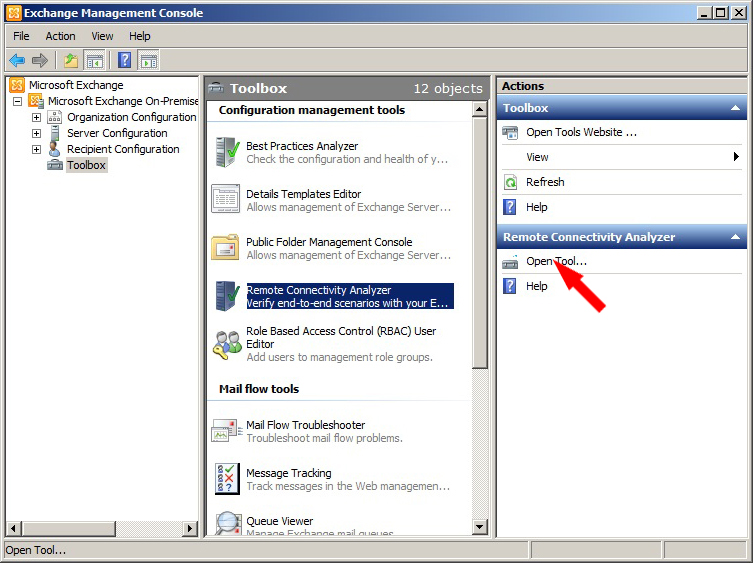 Exchange Management Console
File Action View Help
Microsoft Exchange
Microsoft Exchange On-Premise
Organization Configuration
Server Configuration
Recipient Configuration
Toolbox
Toolbox 12 objects
Configuration management tools
Best Practices Analyzer
Check the configuration and health of y...
Details Templates Editor
Allows management of Exchange Server...
Public Folder Management Console
Allows management of Exchange Server...
Remote Connectivity Analyzer
Verify end-to-end scenarios with your E...
Role Based Access Control (RBAC) User
Editor
Add users to management role groups.
Mail flow tools
Mail Flow Troubleshooter
Troubleshoot mail flow problems.
Message Tracking
Track messages in the Web managemen...
Queue Viewer
Manage Exchange mail queues
Actions
Toolbox
Open Tools Website ...
View
Refresh
Help
Remote Connectivity Analyzer
Open Tool...
Help
Open Tool...